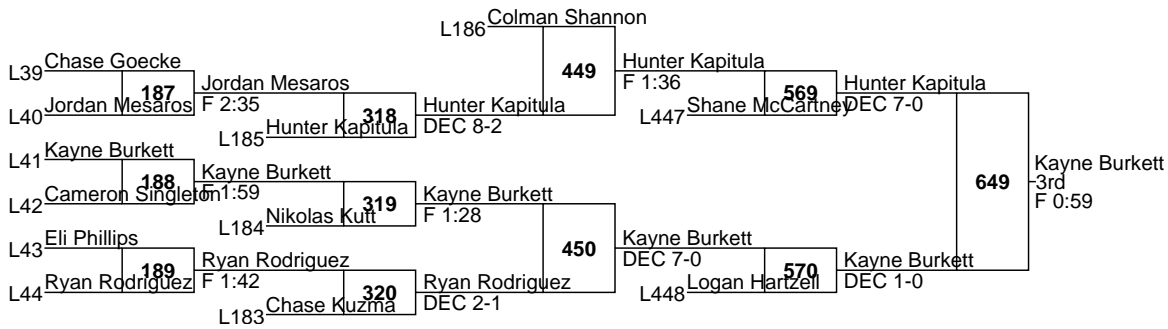 Colman Shannon
L186
Chase Goecke
449
Hunter Kapitula
L39
187
Jordan Mesaros
F 1:36
569
Hunter Kapitula
F 2:35
Jordan Mesaros
318
Hunter Kapitula
Shane McCartney
DEC 7-0
L40
DEC 8-2
L447
Hunter Kapitula
L185
Kayne Burkett
L41
188
Kayne Burkett
649
Kayne Burkett
3rd
F 0:59
F 1:59
Cameron Singleton
319
Kayne Burkett
L42
F 1:28
Nikolas Kutt
L184
Eli Phillips
450
Kayne Burkett
L43
189
Ryan Rodriguez
DEC 7-0
570
Kayne Burkett
F 1:42
Ryan Rodriguez
320
Ryan Rodriguez
Logan Hartzell
DEC 1-0
L44
DEC 2-1
L448
Chase Kuzma
L183